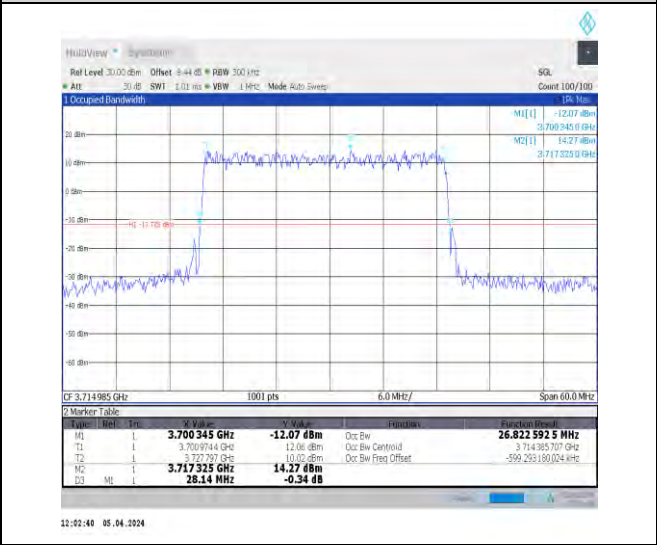 MultiView Spectrum
Ref Level 30.00 dBm Offset 8.44 dB RBW 300 kHz SGL
Att 30 dB SWT 1.01 ms VBW 1 MHz Mode Auto Sweep Count 100/100
1 Occupied Bandwidth 1Pk Max
M1[1] -12.07 dBm
3.700 345 0 GHz
M2[1] 14.27 dBm
3.717 325 0 GHz
20 dBm
10 dBm
0 dBm
-10 dBm
-20 dBm
-30 dBm
-40 dBm
-50 dBm
-60 dBm
CF 3.714 985 GHz 1001 pts 6.0 MHz/ Span 60.0 MHz
2 Marker Table
Type Ref Trc X Value Y Value Function Function Result
M1 1 3.700 345 GHz -12.07 dBm Occ Bw 26.822 592 5 MHz
T1 1 3.7009744 GHz 12.06 dBm Occ Bw Centroid 3.714385707 GHz
T2 1 3.727797 GHz 10.02 dBm Occ Bw Freq Offset -599.293180024 kHz
M2 1 3.717 325 GHz 14.27 dBm
D3 M1 1 28.14 MHz -0.34 dB
12:02:40 05.04.2024